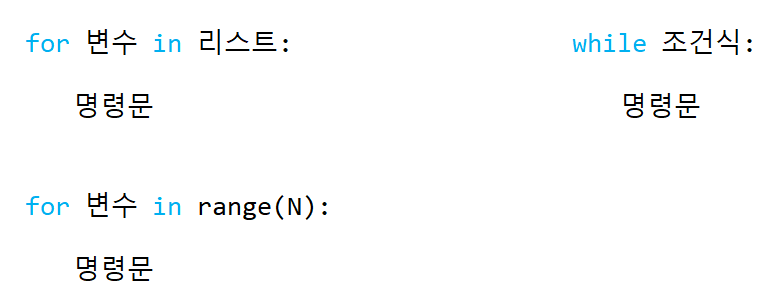 for 변수 in 리스트:
명령문
for 변수 in range(N):
명령문
while 조건식:
명령문